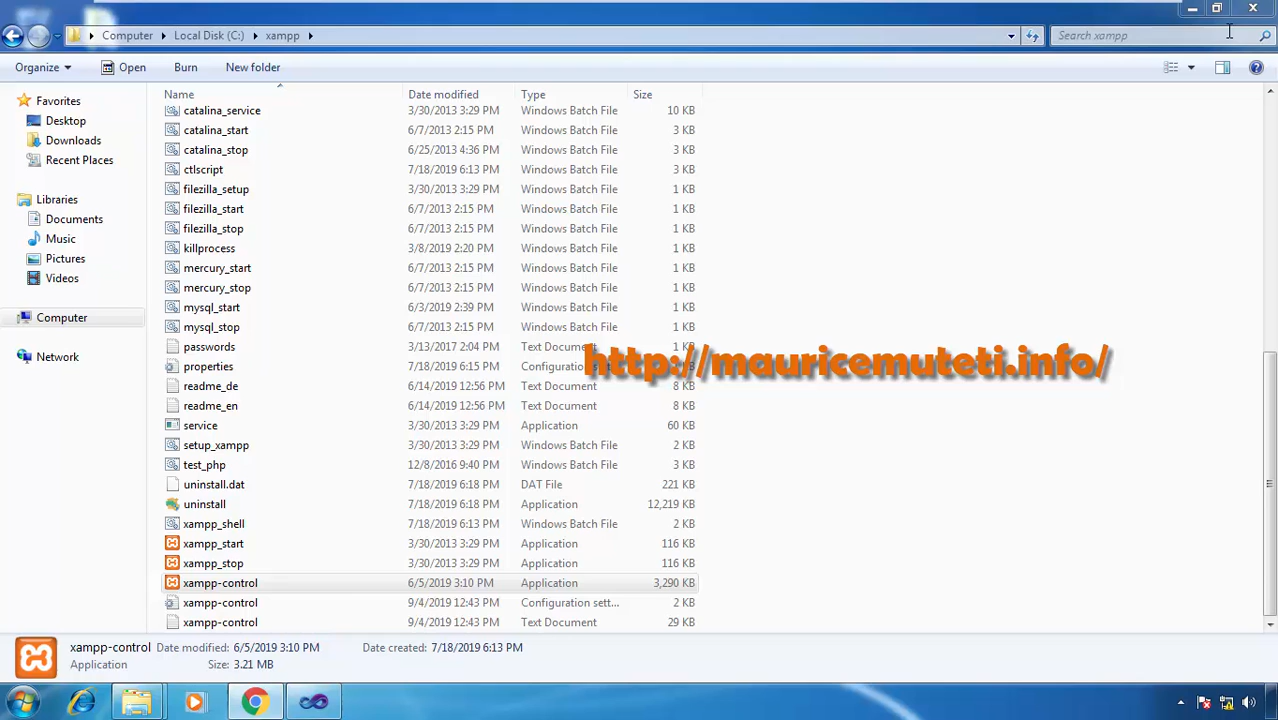 Computer Local Disk (C:) xampp Search xampp
Organize Open Burn New folder
Name Date modified Type Size
Favorites
Desktop
Downloads
Recent Places
Libraries
Documents
Music
Pictures
Videos
Computer
Network
catalina_service 3/30/2013 3:29 PM Windows Batch File 10 KB
catalina_start 6/7/2013 2:15 PM Windows Batch File 3 KB
catalina_stop 6/25/2013 4:36 PM Windows Batch File 3 KB
ctlscript 7/18/2019 6:13 PM Windows Batch File 3 KB
filezilla_setup 3/30/2013 3:29 PM Windows Batch File 1 KB
filezilla_start 6/7/2013 2:15 PM Windows Batch File 1 KB
filezilla_stop 6/7/2013 2:15 PM Windows Batch File 1 KB
killprocess 3/8/2019 2:20 PM Windows Batch File 1 KB
mercury_start 6/7/2013 2:15 PM Windows Batch File 1 KB
mercury_stop 6/7/2013 2:15 PM Windows Batch File 1 KB
mysql_start 6/3/2019 2:39 PM Windows Batch File 1 KB
mysql_stop 6/7/2013 2:15 PM Windows Batch File 1 KB
passwords 3/13/2017 2:04 PM Text Document 1 KB
http://mauricemuteti.info/
properties 7/18/2019 6:15 PM
readme_de 6/14/2019 12:56 PM Text Document 8 KB
readme_en 6/14/2019 12:56 PM Text Document 8 KB
service 3/30/2013 3:29 PM Application 60 KB
setup_xampp 3/30/2013 3:29 PM Windows Batch File 2 KB
test_php 12/8/2016 9:40 PM Windows Batch File 3 KB
uninstall.dat 7/18/2019 6:18 PM DAT File 221 KB
uninstall 7/18/2019 6:18 PM Application 12,219 KB
xampp_shell 7/18/2019 6:13 PM Windows Batch File 2 KB
xampp_start 3/30/2013 3:29 PM Application 116 KB
xampp_stop 3/30/2013 3:29 PM Application 116 KB
xampp-control 6/5/2019 3:10 PM Application 3,290 KB
xampp-control 9/4/2019 12:43 PM Configuration sett... 2 KB
xampp-control 9/4/2019 12:43 PM Text Document 29 KB
xampp-control Date modified: 6/5/2019 3:10 PM Date created: 7/18/2019 6:13 PM
Application Size: 3.21 MB